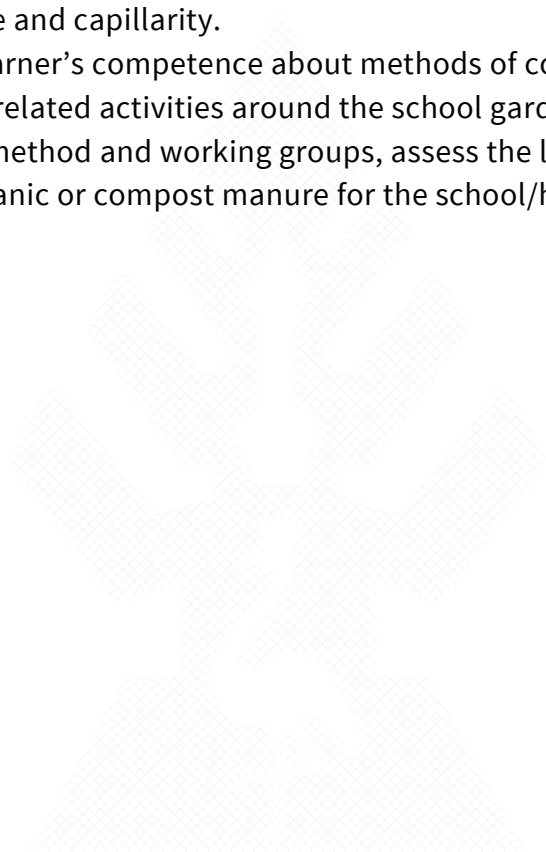 e and capillarity.
arner’s competence about methods of co
related activities around the school gard
method and working groups, assess the l
anic or compost manure for the school/h